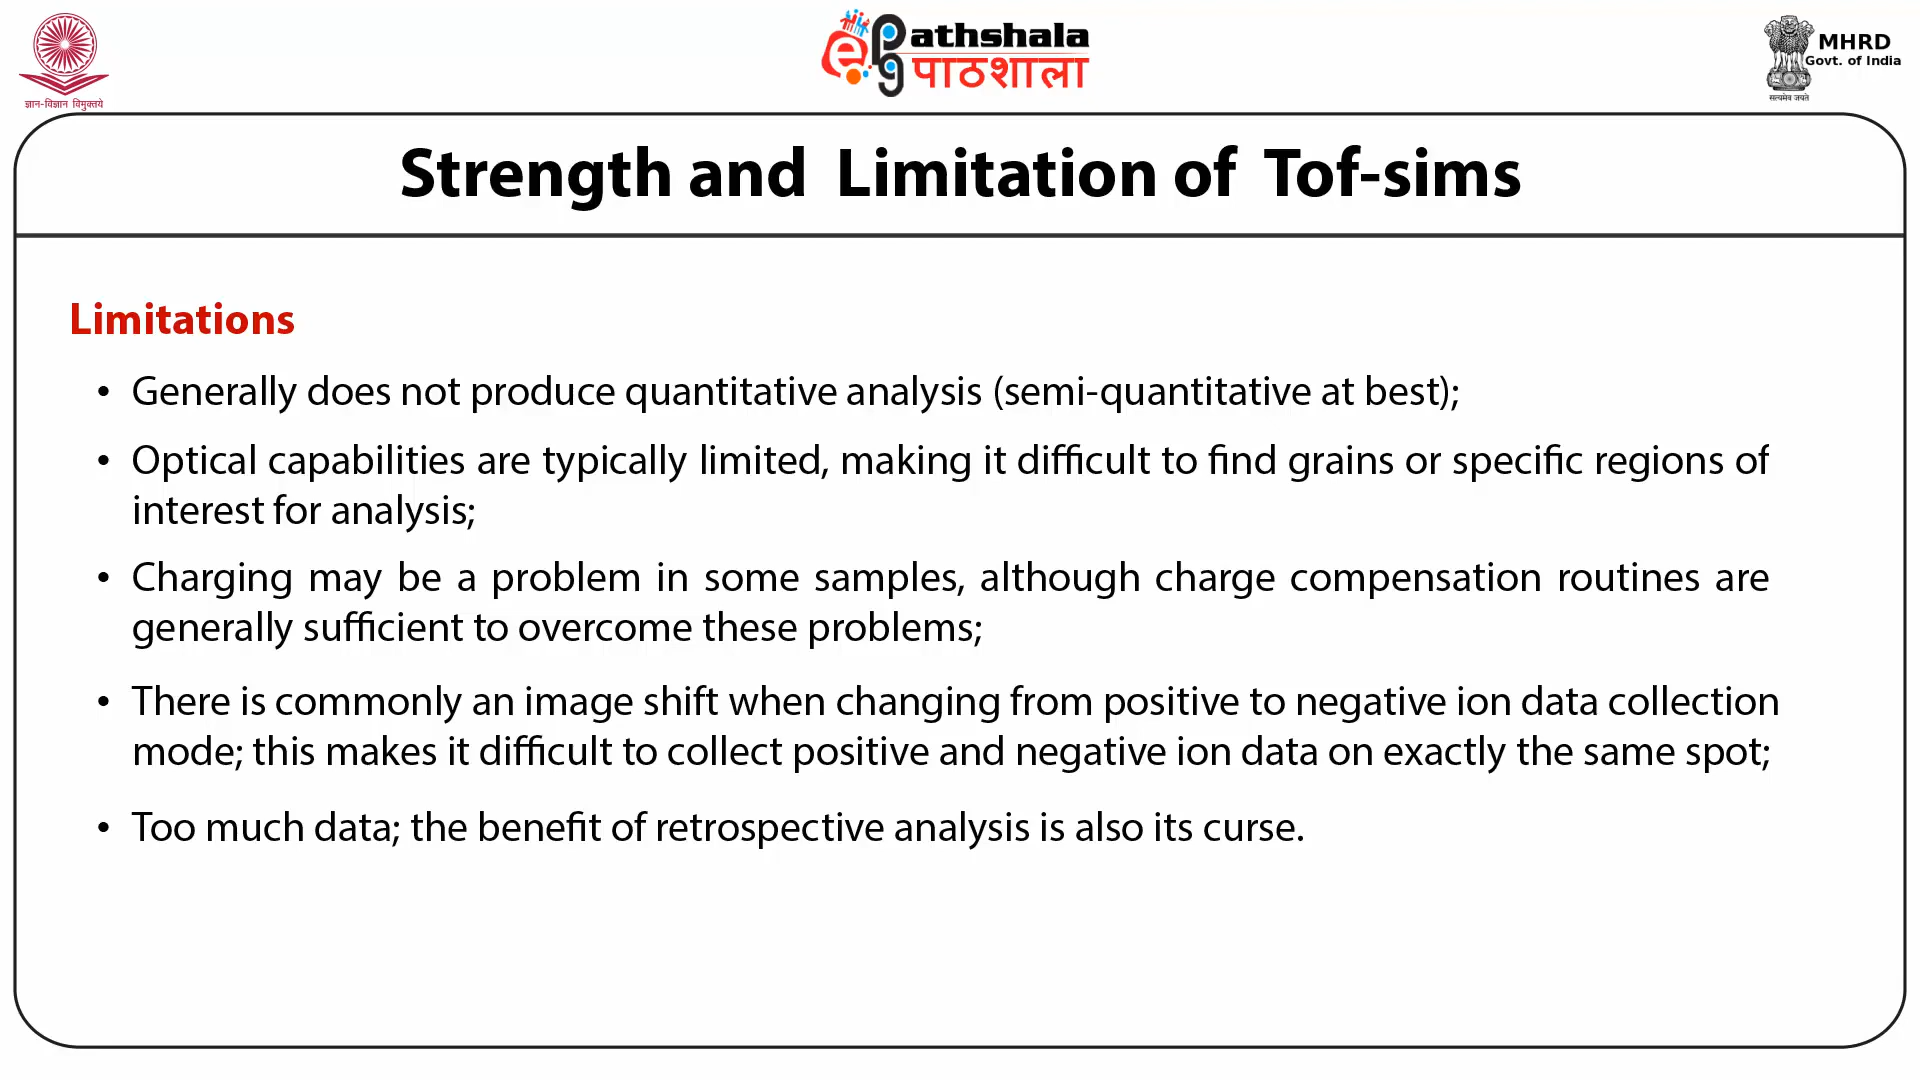 ज्ञान-विज्ञान विमुक्तये
ePathshala
पाठशाला
MHRD
Govt. of India
सत्यमेव जयते
Strength and Limitation of Tof-sims
Limitations
• Generally does not produce quantitative analysis (semi-quantitative at best);
• Optical capabilities are typically limited, making it difficult to find grains or specific regions of
interest for analysis;
• Charging may be a problem in some samples, although charge compensation routines are
generally sufficient to overcome these problems;
• There is commonly an image shift when changing from positive to negative ion data collection
mode; this makes it difficult to collect positive and negative ion data on exactly the same spot;
• Too much data; the benefit of retrospective analysis is also its curse.